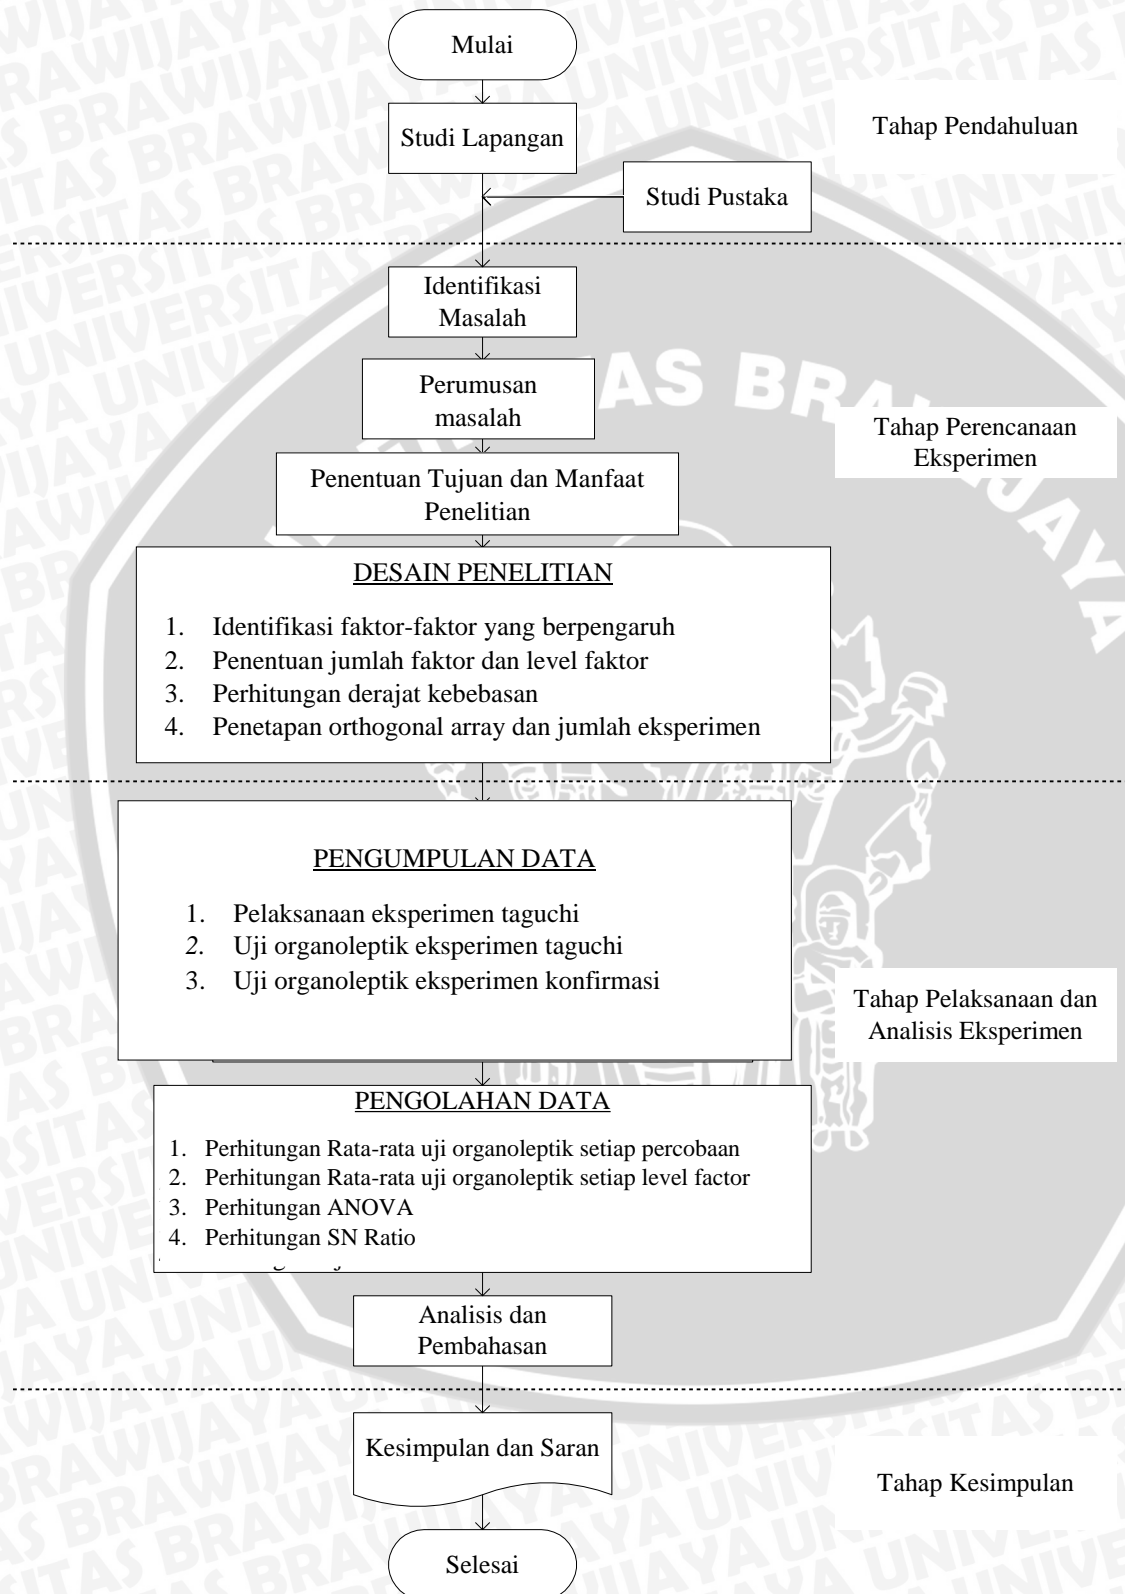 Mulai
Studi Lapangan
Tahap Pendahuluan
Studi Pustaka
Identifikasi
Masalah
Perumusan
masalah
Tahap Perencanaan
Eksperimen
Penentuan Tujuan dan Manfaat
Penelitian
DESAIN PENELITIAN
1. Identifikasi faktor-faktor yang berpengaruh
2. Penentuan jumlah faktor dan level faktor
3. Perhitungan derajat kebebasan
4. Penetapan orthogonal array dan jumlah eksperimen
PENGUMPULAN DATA
1. Pelaksanaan eksperimen taguchi
2. Uji organoleptik eksperimen taguchi
3. Uji organoleptik eksperimen konfirmasi
Tahap Pelaksanaan dan
Analisis Eksperimen
PENGOLAHAN DATA
1. Perhitungan Rata-rata uji organoleptik setiap percobaan
2. Perhitungan Rata-rata uji organoleptik setiap level factor
3. Perhitungan ANOVA
4. Perhitungan SN Ratio
Analisis dan
Pembahasan
Kesimpulan dan Saran
Tahap Kesimpulan
Selesai